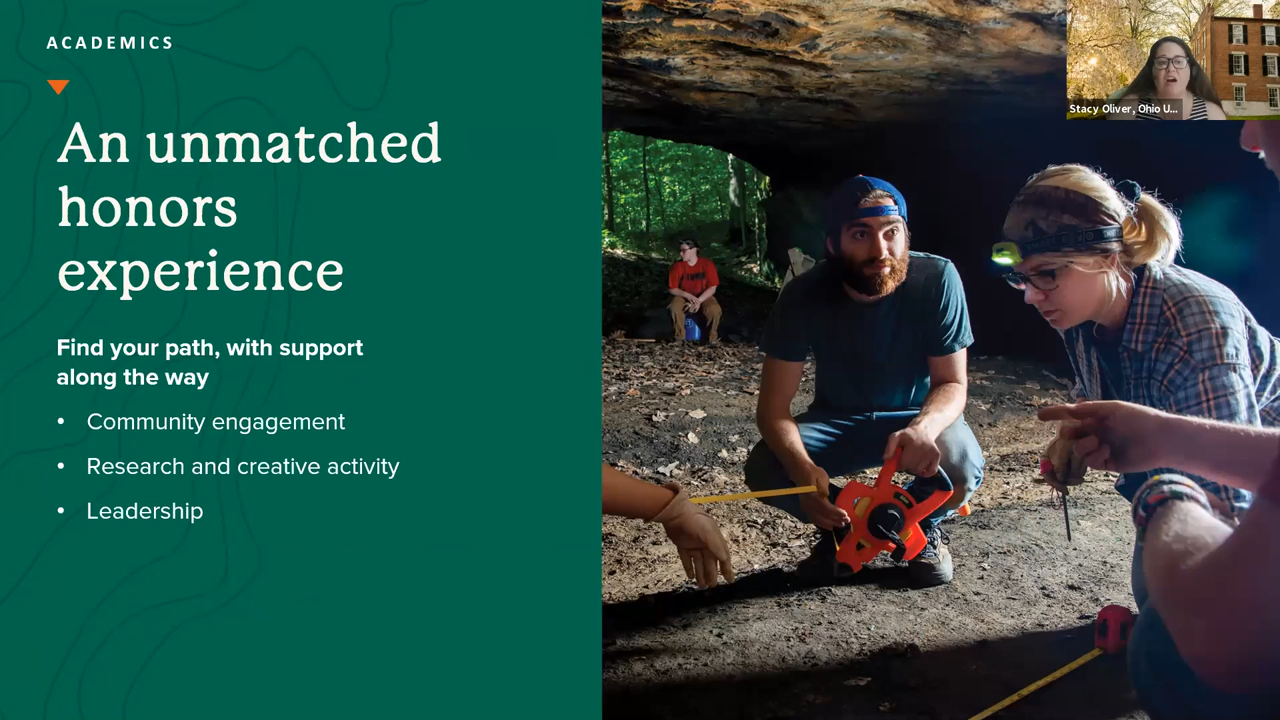 ACADEMICS
An unmatched
honors
experience
Find your path, with support
along the way
• Community engagement
• Research and creative activity
• Leadership
Stacy Oliver, Ohio U...